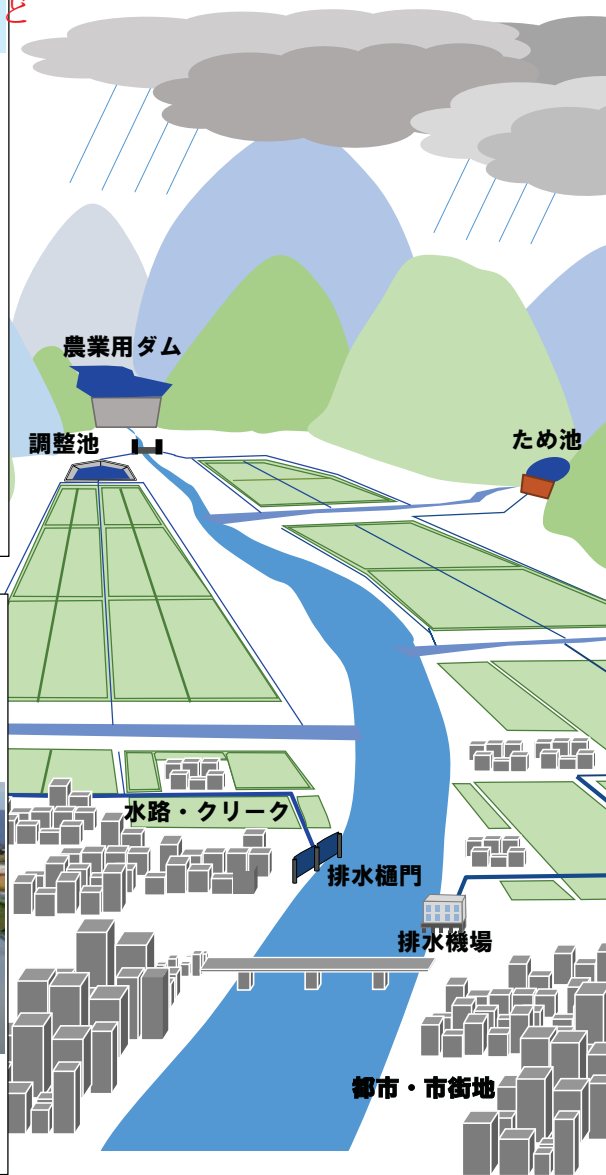 ど
農業用ダム
調整池
ため池
水路・クリーク
排水樋門
排水機場
都市・市街地